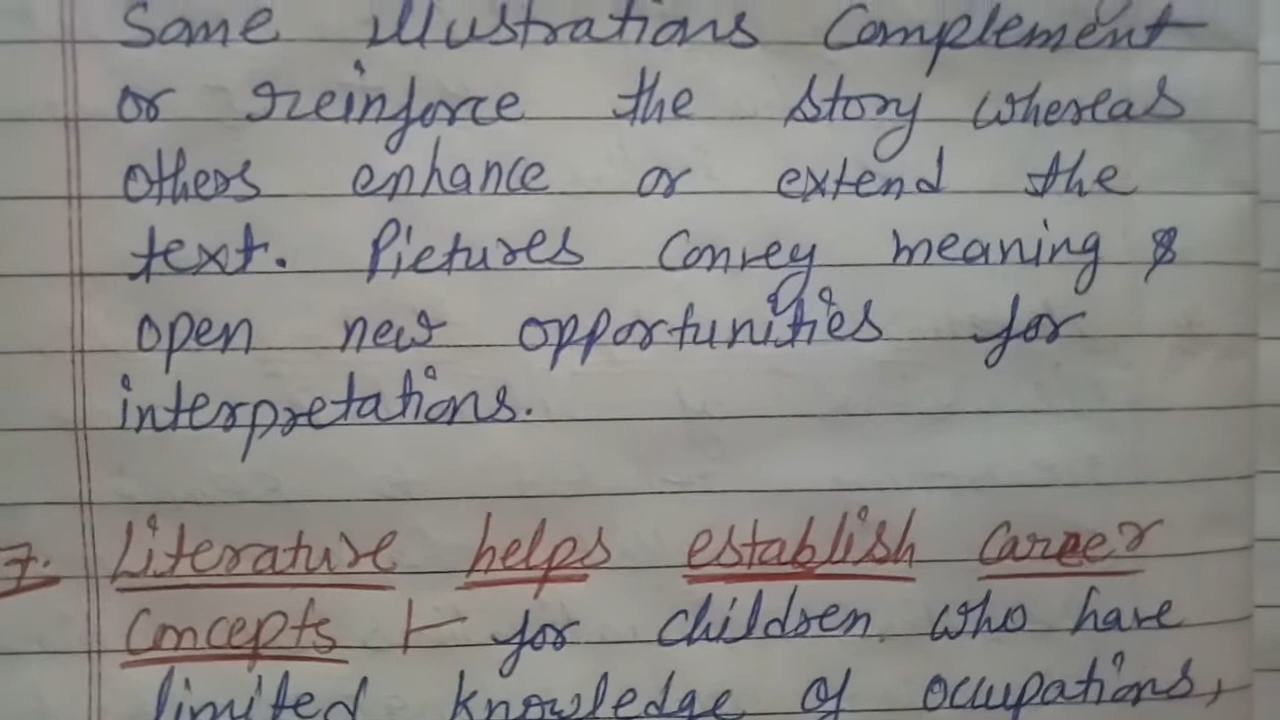 Some illustrations Complement
or reinforce the story whereas
others enhance or extend the
text. Pictures Convey meaning &
open new opportunities for
interpretations.
7. Literature helps establish Career
Concepts :- for children who have
limited knowledge of occupations,